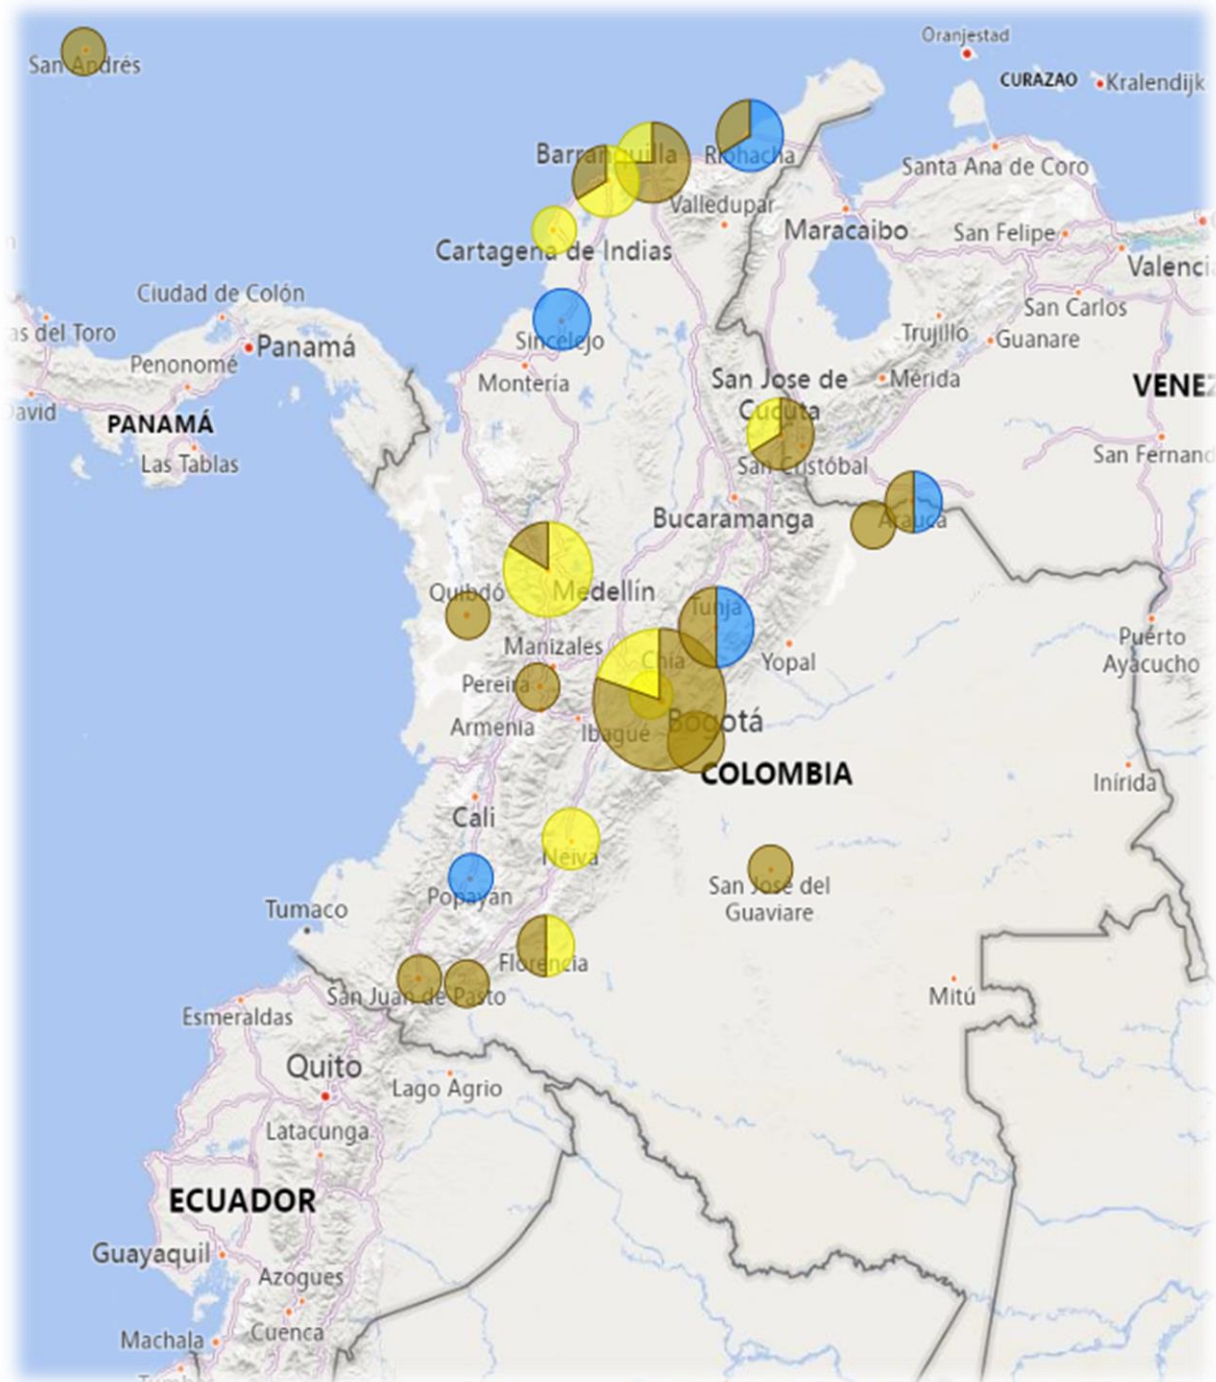 Oranjestad
San Andrés
CURAZAO
Kralendijk
Barranquilla
Riohacha
Santa Ana de Coro
Valledupar
Maracaibo
San Felipe
Cartagena de Indias
Valenci
Ciudad de Colón
San Carlos
as del Toro
Panamá
Sincelejo
Trujillo
Guanare
Penonomé
Montería
San Jose de
Cucuta
Mérida
VENEZ
David
PANAMÁ
Las Tablas
San Cristóbal
San Fernand
Bucaramanga
Arauca
Quibdó
Medellín
Tunja
Manizales
Chía
Yopal
Puerto
Ayacucho
Pereira
Armenia
Ibagué
Bogotá
COLOMBIA
Inírida
Cali
Neiva
Popayán
San José del
Guaviare
Tumaco
Florencia
San Juan de Pasto
Mitú
Esmeraldas
Quito
Lago Agrio
Latacunga
ECUADOR
Guayaquil
Azogues
Cuenca
Machala